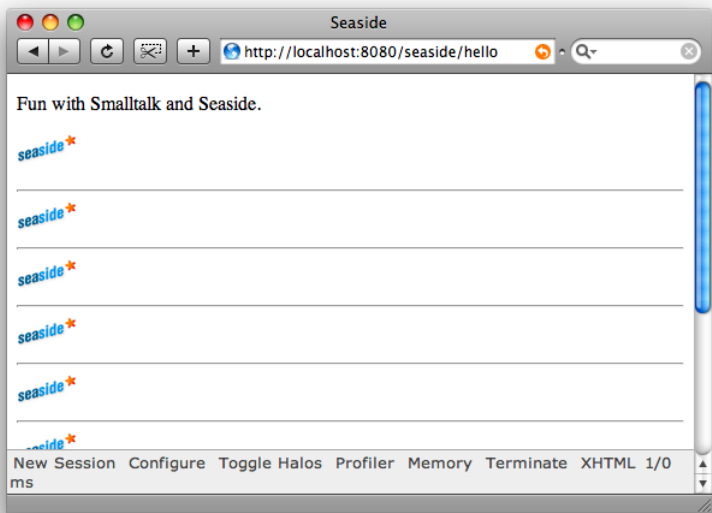 Seaside
http://localhost:8080/seaside/hello
Fun with Smalltalk and Seaside.
seaside
seaside
seaside
seaside
seaside
seaside
New Session Configure Toggle Halos Profiler Memory Terminate XHTML 1/0
ms